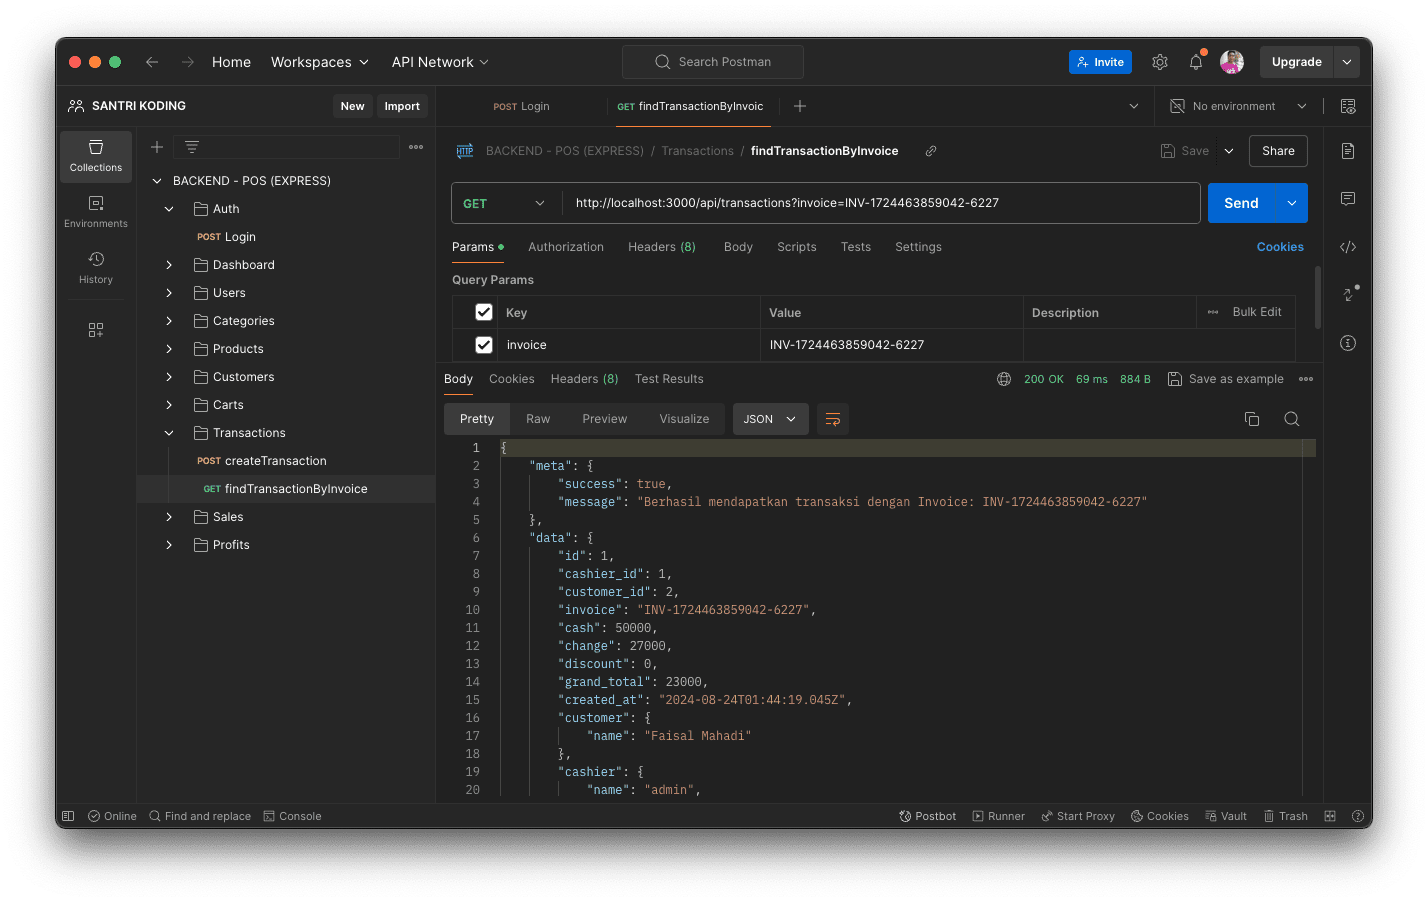 Home Workspaces API Network Search Postman Invite Upgrade
SANTRI KODING New Import POST Login GET findTransactionByInvoic No environment
Collections
Environments
History
BACKEND - POS (EXPRESS)
Auth
POST Login
Dashboard
Users
Categories
Products
Customers
Carts
Transactions
POST createTransaction
GET findTransactionByInvoice
Sales
Profits
HTTP BACKEND - POS (EXPRESS) / Transactions / findTransactionByInvoice Save Share
GET http://localhost:3000/api/transactions?invoice=INV-1724463859042-6227 Send
Params Authorization Headers (8) Body Scripts Tests Settings Cookies
Query Params
Key Value Description Bulk Edit
invoice INV-1724463859042-6227
Body Cookies Headers (8) Test Results 200 OK 69 ms 884 B Save as example
Pretty Raw Preview Visualize JSON
1 {
2 "meta": {
3 "success": true,
4 "message": "Berhasil mendapatkan transaksi dengan Invoice: INV-1724463859042-6227"
5 },
6 "data": {
7 "id": 1,
8 "cashier_id": 1,
9 "customer_id": 2,
10 "invoice": "INV-1724463859042-6227",
11 "cash": 50000,
12 "change": 27000,
13 "discount": 0,
14 "grand_total": 23000,
15 "created_at": "2024-08-24T01:44:19.045Z",
16 "customer": {
17 "name": "Faisal Mahadi"
18 },
19 "cashier": {
20 "name": "admin",
Online Find and replace Console Postbot Runner Start Proxy Cookies Vault Trash